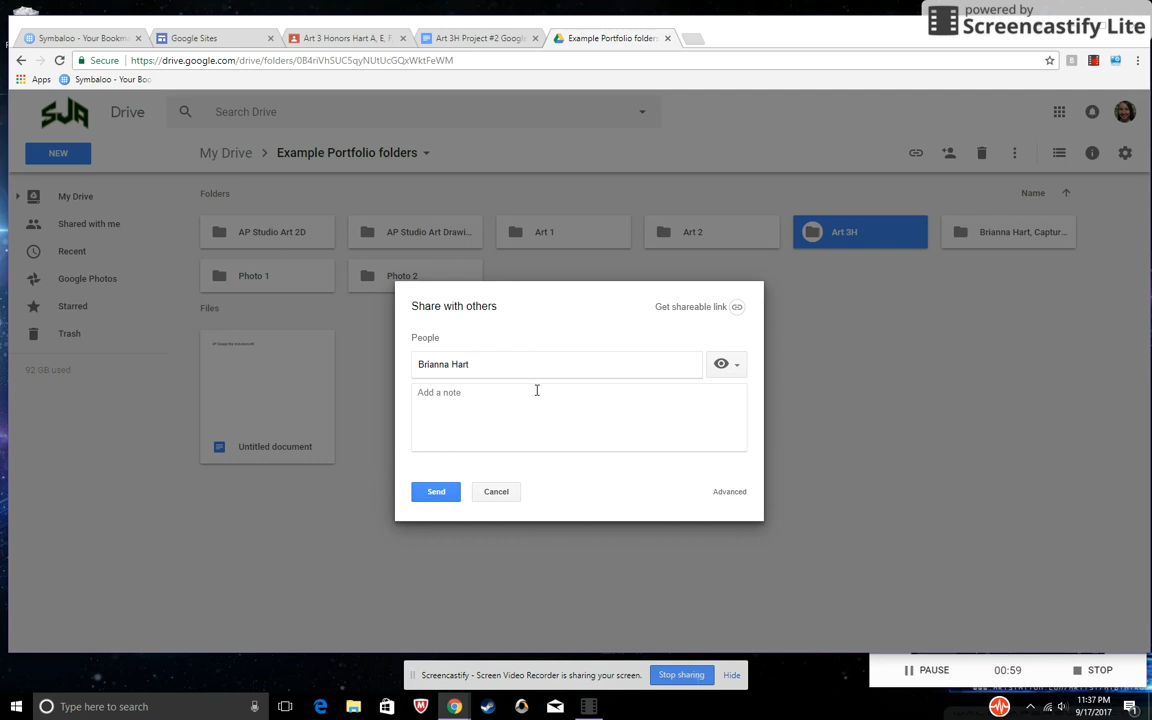 powered by
Screencastify Lite
Symbaloo - Your Bookma
Google Sites
Art 3 Honors Hart A, E, F,
Art 3H Project #2 Googl
Example Portfolio folders
Secure
https://drive.google.com/drive/folders/0B4riVhSUC5qyNUtUcGQxWktFeWM
Apps
Symbaloo - Your Boo
SJA
Drive
Search Drive
NEW
My Drive > Example Portfolio folders
My Drive
Shared with me
Recent
Google Photos
Starred
Trash
92 GB used
Folders
Name
AP Studio Art 2D
AP Studio Art Drawi...
Art 1
Art 2
Art 3H
Brianna Hart, Captur...
Photo 1
Photo 2
Files
Untitled document
Share with others
Get shareable link
People
Brianna Hart
Add a note
Send
Cancel
Advanced
Screencastify - Screen Video Recorder is sharing your screen.
Stop sharing
Hide
PAUSE
00:59
STOP
Type here to search
11:37 PM
9/17/2017
1